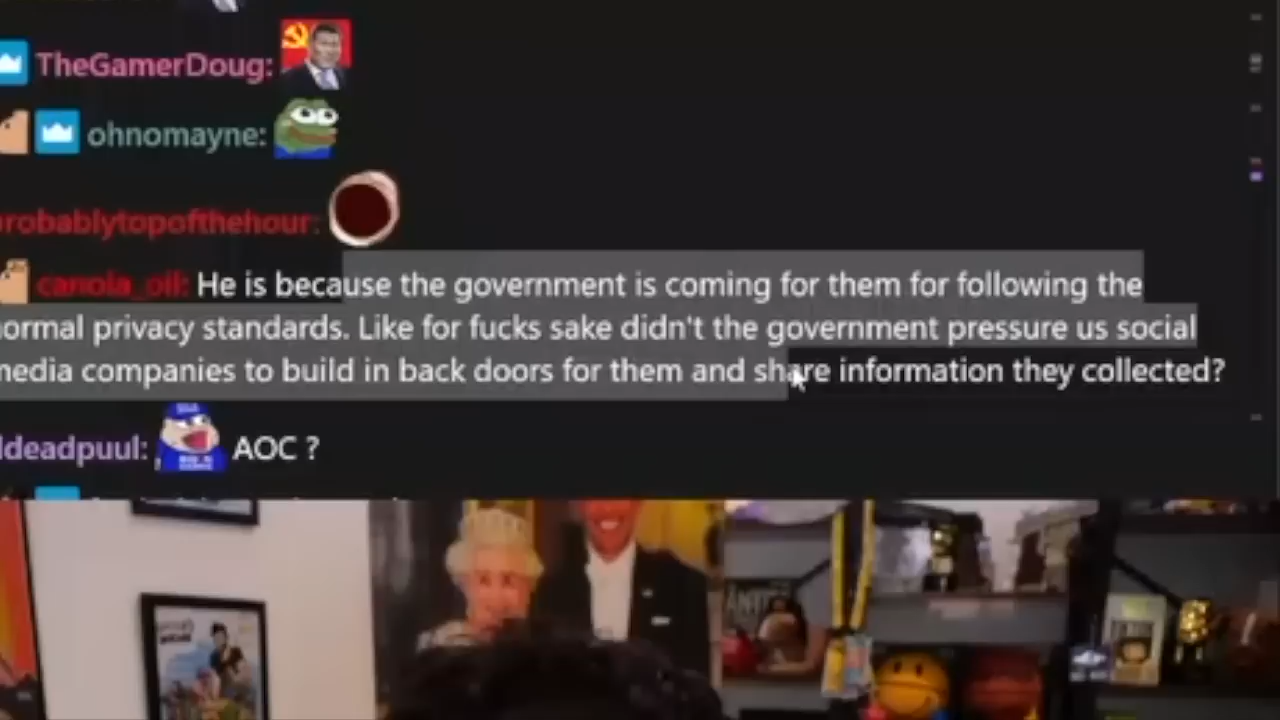 TheGamerDoug:
ohnomayne:
robablytopofthehour:
canola_oil: He is because the government is coming for them for following the
ormal privacy standards. Like for fucks sake didn't the government pressure us social
media companies to build in back doors for them and share information they collected?
ldeadpuul: AOC ?